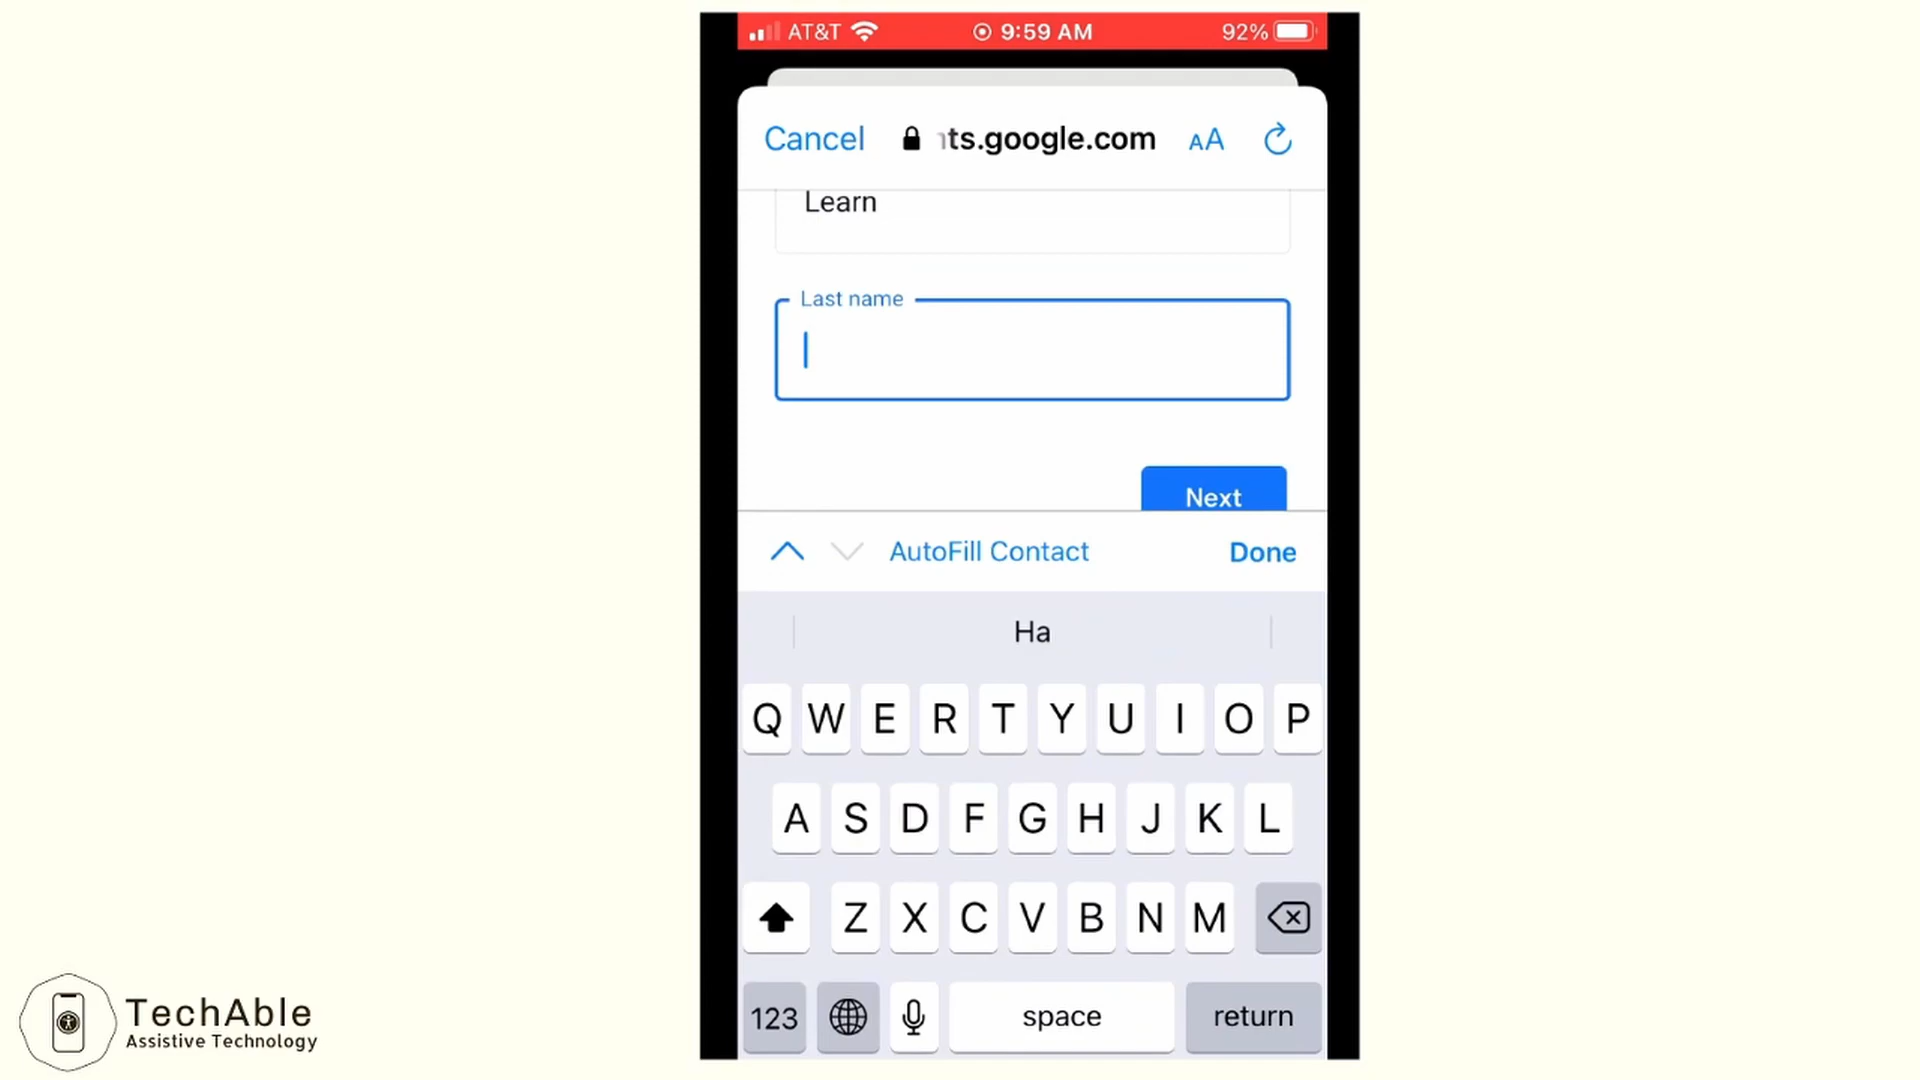 AT&T 9:59 AM 92%
Cancel ts.google.com AA
Learn
Last name
Next
AutoFill Contact Done
Ha
Q W E R T Y U I O P
A S D F G H J K L
Z X C V B N M
123 space return
TechAble
Assistive Technology